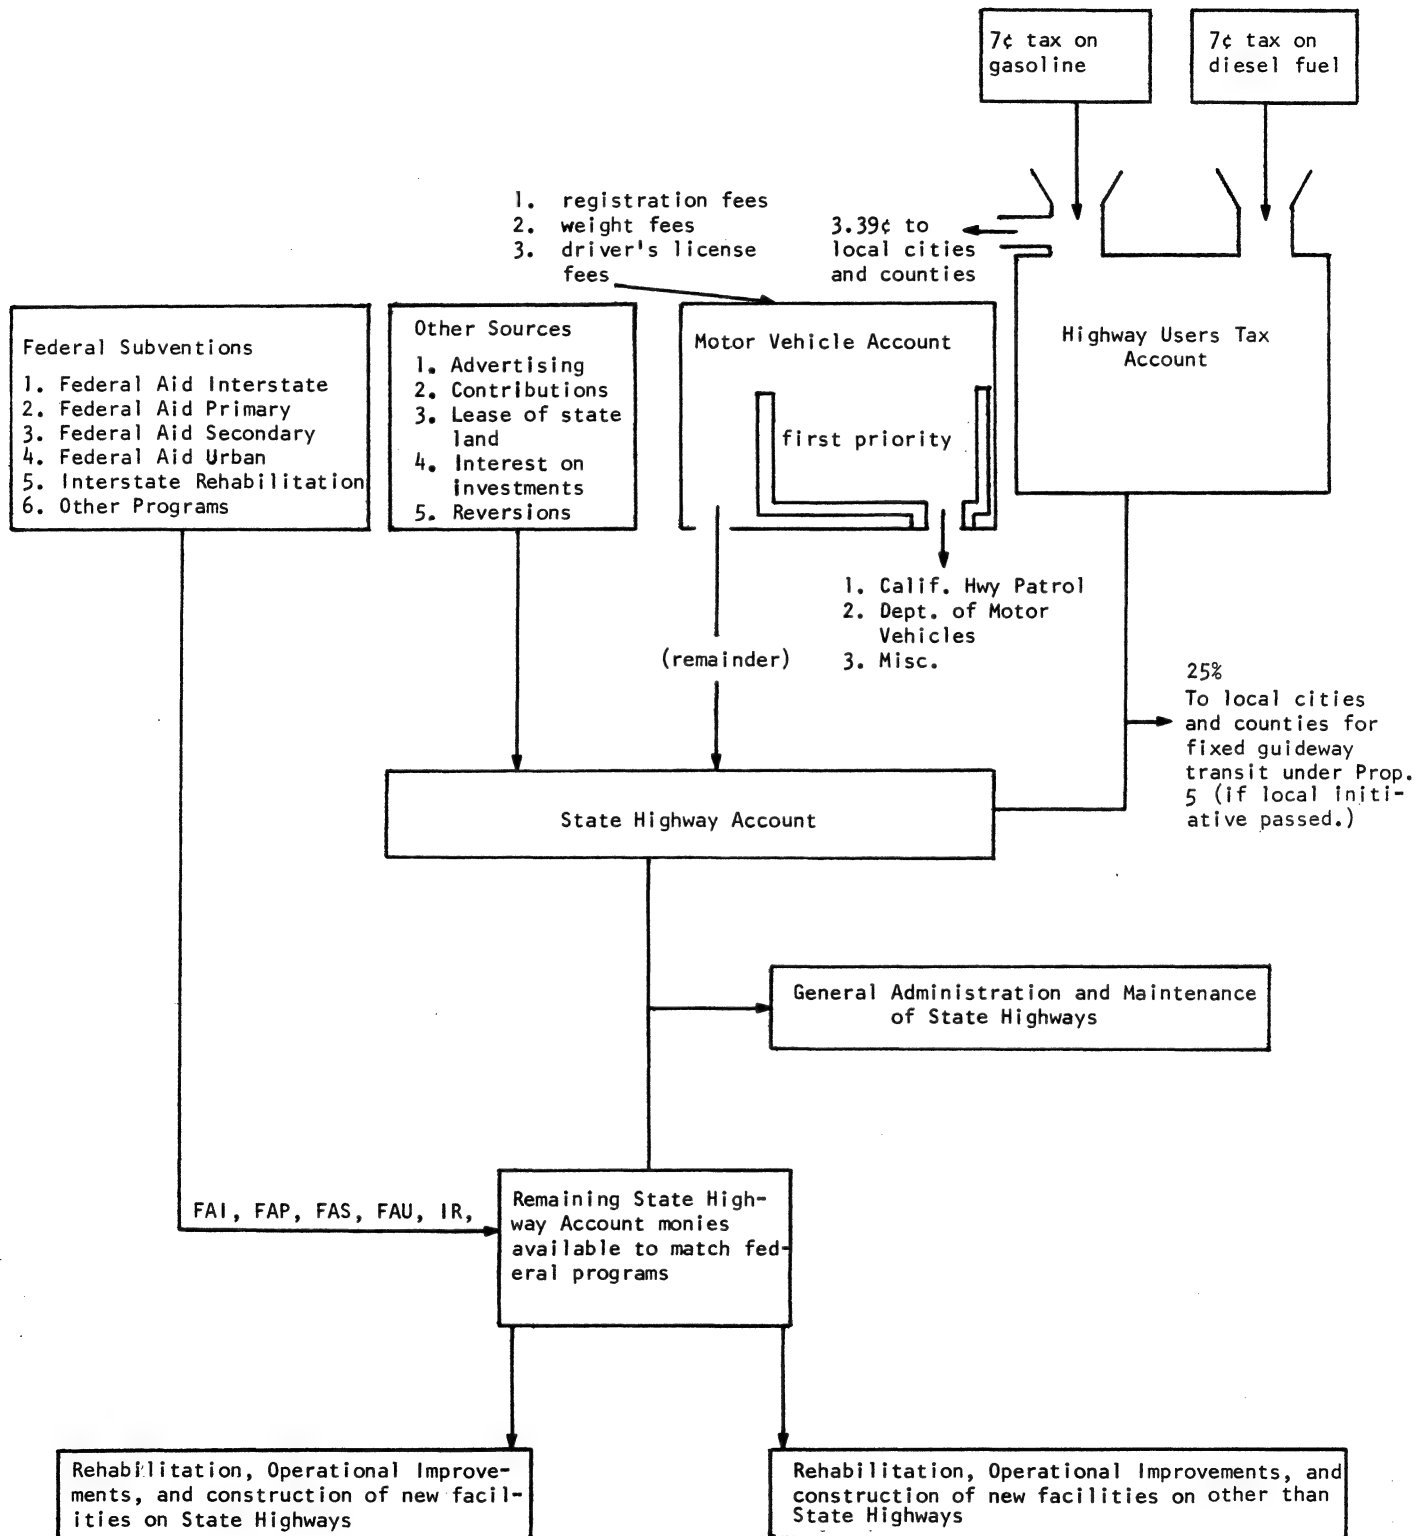 7¢ tax on
gasoline
7¢ tax on
diesel fuel
1. registration fees
2. weight fees
3. driver's license
fees
3.39¢ to
local cities
and counties
Federal Subventions
1. Federal Aid Interstate
2. Federal Aid Primary
3. Federal Aid Secondary
4. Federal Aid Urban
5. Interstate Rehabilitation
6. Other Programs
Other Sources
1. Advertising
2. Contributions
3. Lease of state
land
4. Interest on
investments
5. Reversions
Motor Vehicle Account
first priority
Highway Users Tax
Account
1. Calif. Hwy Patrol
2. Dept. of Motor
Vehicles
3. Misc.
(remainder)
25%
To local cities
and counties for
fixed guideway
transit under Prop.
5 (if local initi-
ative passed.)
State Highway Account
General Administration and Maintenance
of State Highways
FAI, FAP, FAS, FAU, IR,
Remaining State High-
way Account monies
available to match fed-
eral programs
Rehabilitation, Operational Improve-
ments, and construction of new facil-
ities on State Highways
Rehabilitation, Operational Improvements, and
construction of new facilities on other than
State Highways